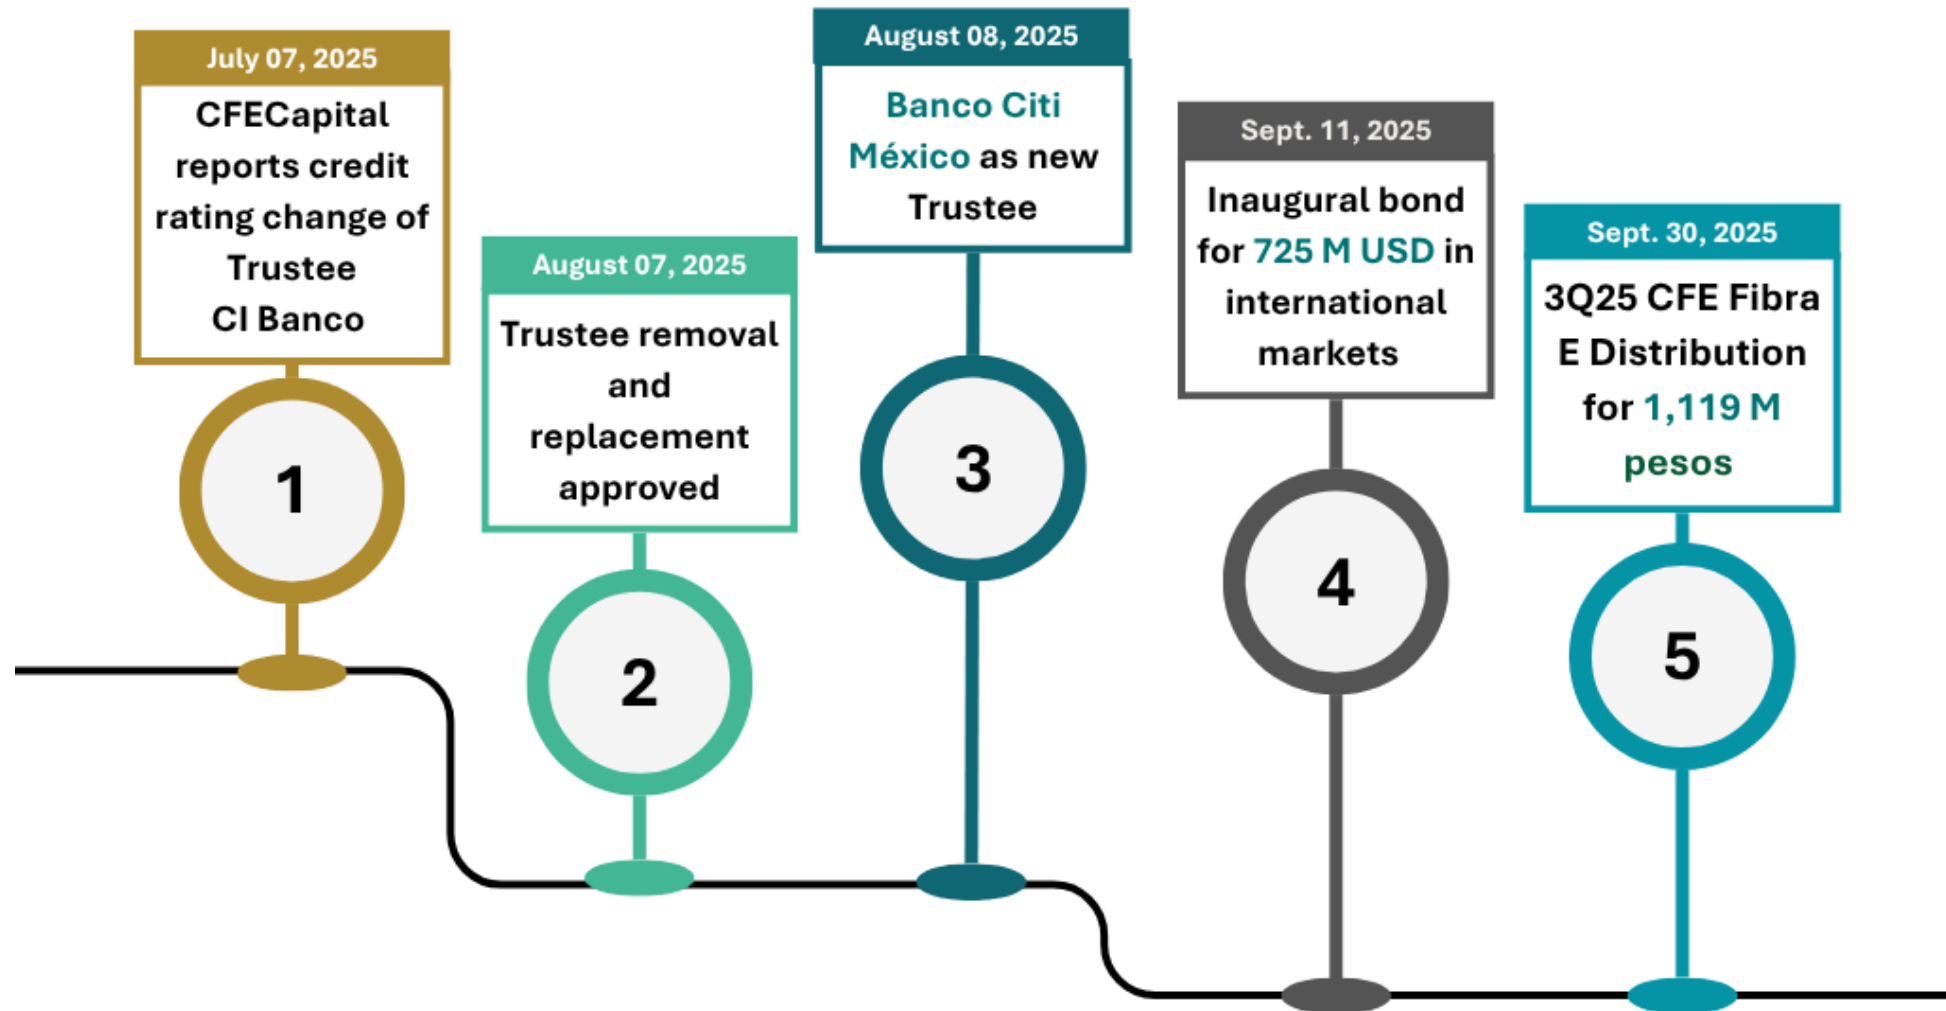 July 07, 2025
CFECapital
reports credit
rating change of
Trustee
CI Banco
1
August 07, 2025
Trustee removal
and
replacement
approved
2
August 08, 2025
Banco Citi
México as new
Trustee
3
Sept. 11, 2025
Inaugural bond
for 725 M USD in
international
markets
4
Sept. 30, 2025
3Q25 CFE Fibra
E Distribution
for 1,119 M
pesos
5